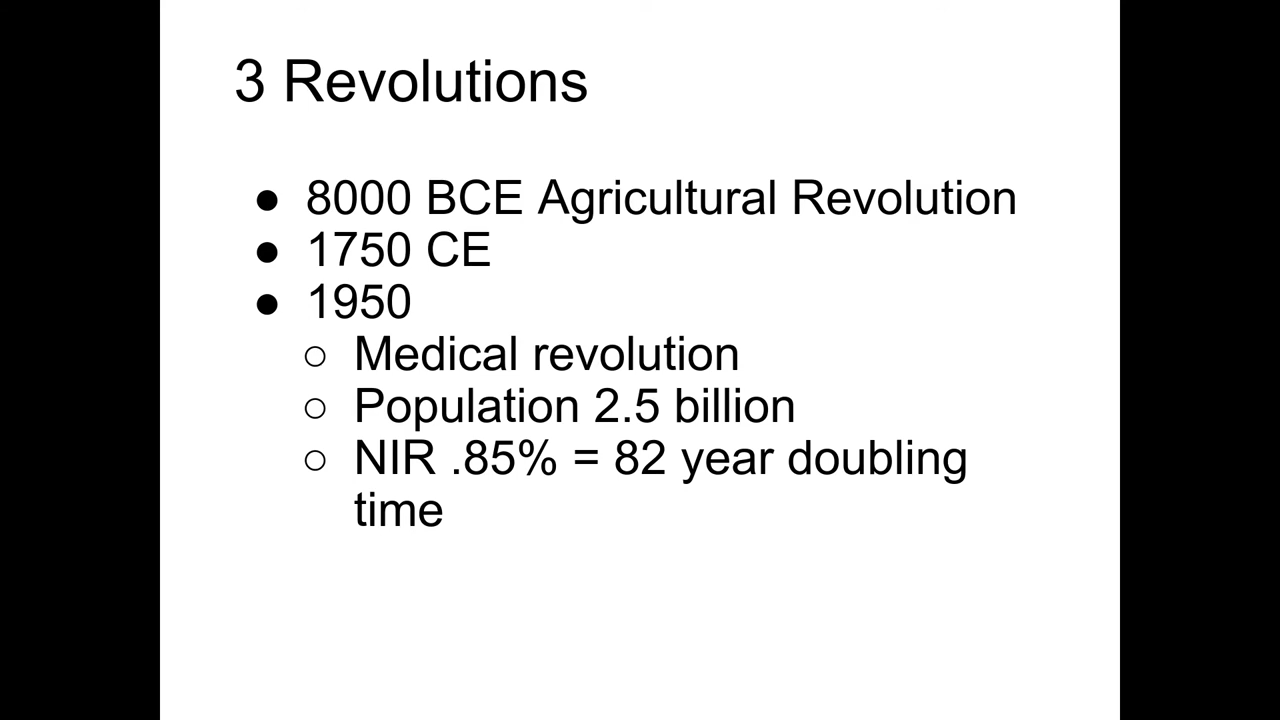 3 Revolutions
● 8000 BCE Agricultural Revolution
● 1750 CE
● 1950
○ Medical revolution
○ Population 2.5 billion
○ NIR .85% = 82 year doubling
time